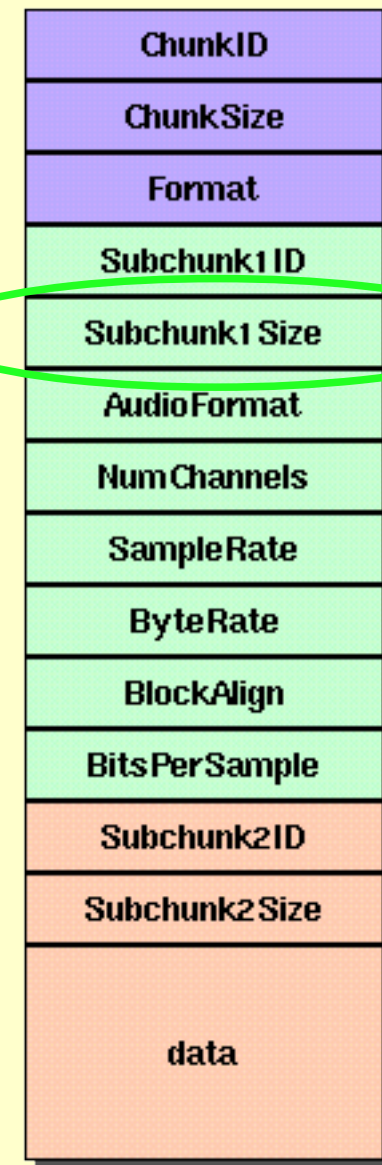 ChunkID
ChunkSize
Format
Subchunk1ID
Subchunk1Size
AudioFormat
NumChannels
SampleRate
ByteRate
BlockAlign
BitsPerSample
Subchunk2ID
Subchunk2Size
data